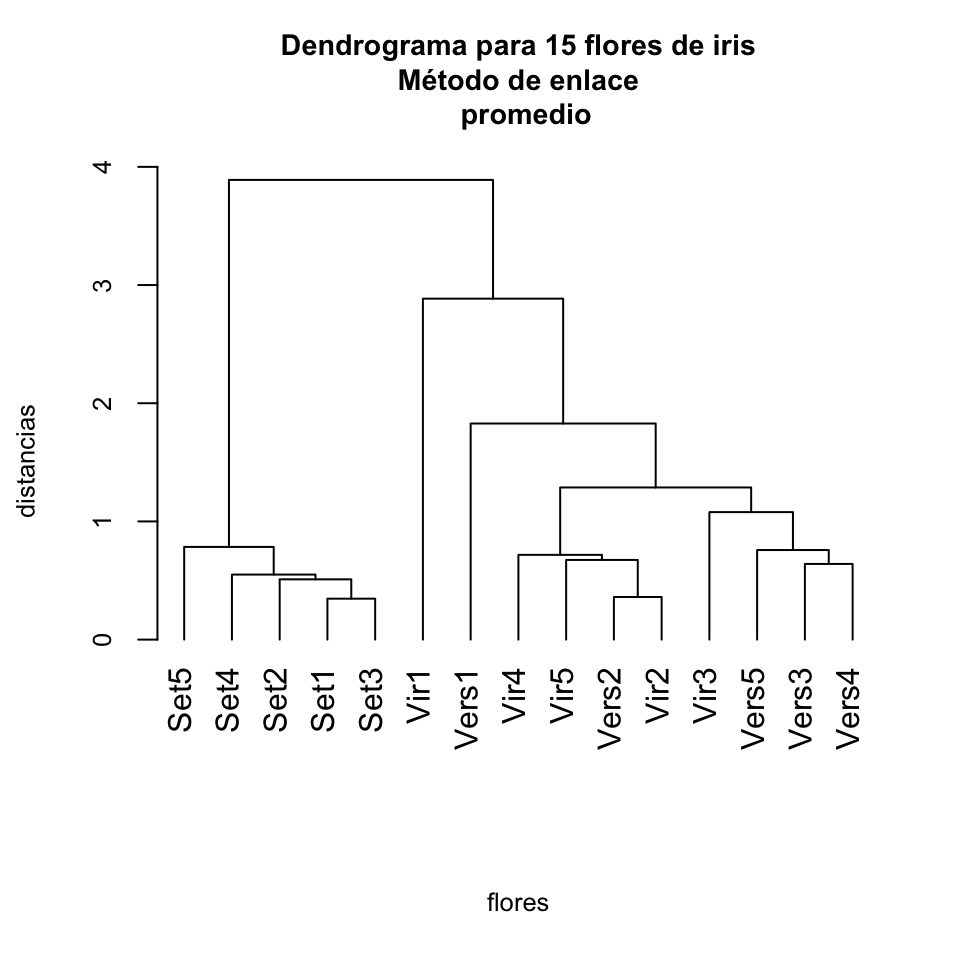 Dendrograma para 15 flores de iris
Método de enlace
promedio
4
3
2
1
0
distancias
Set5
Set4
Set2
Set1
Set3
Vir1
Vers1
Vir4
Vir5
Vers2
Vir2
Vir3
Vers5
Vers3
Vers4
flores